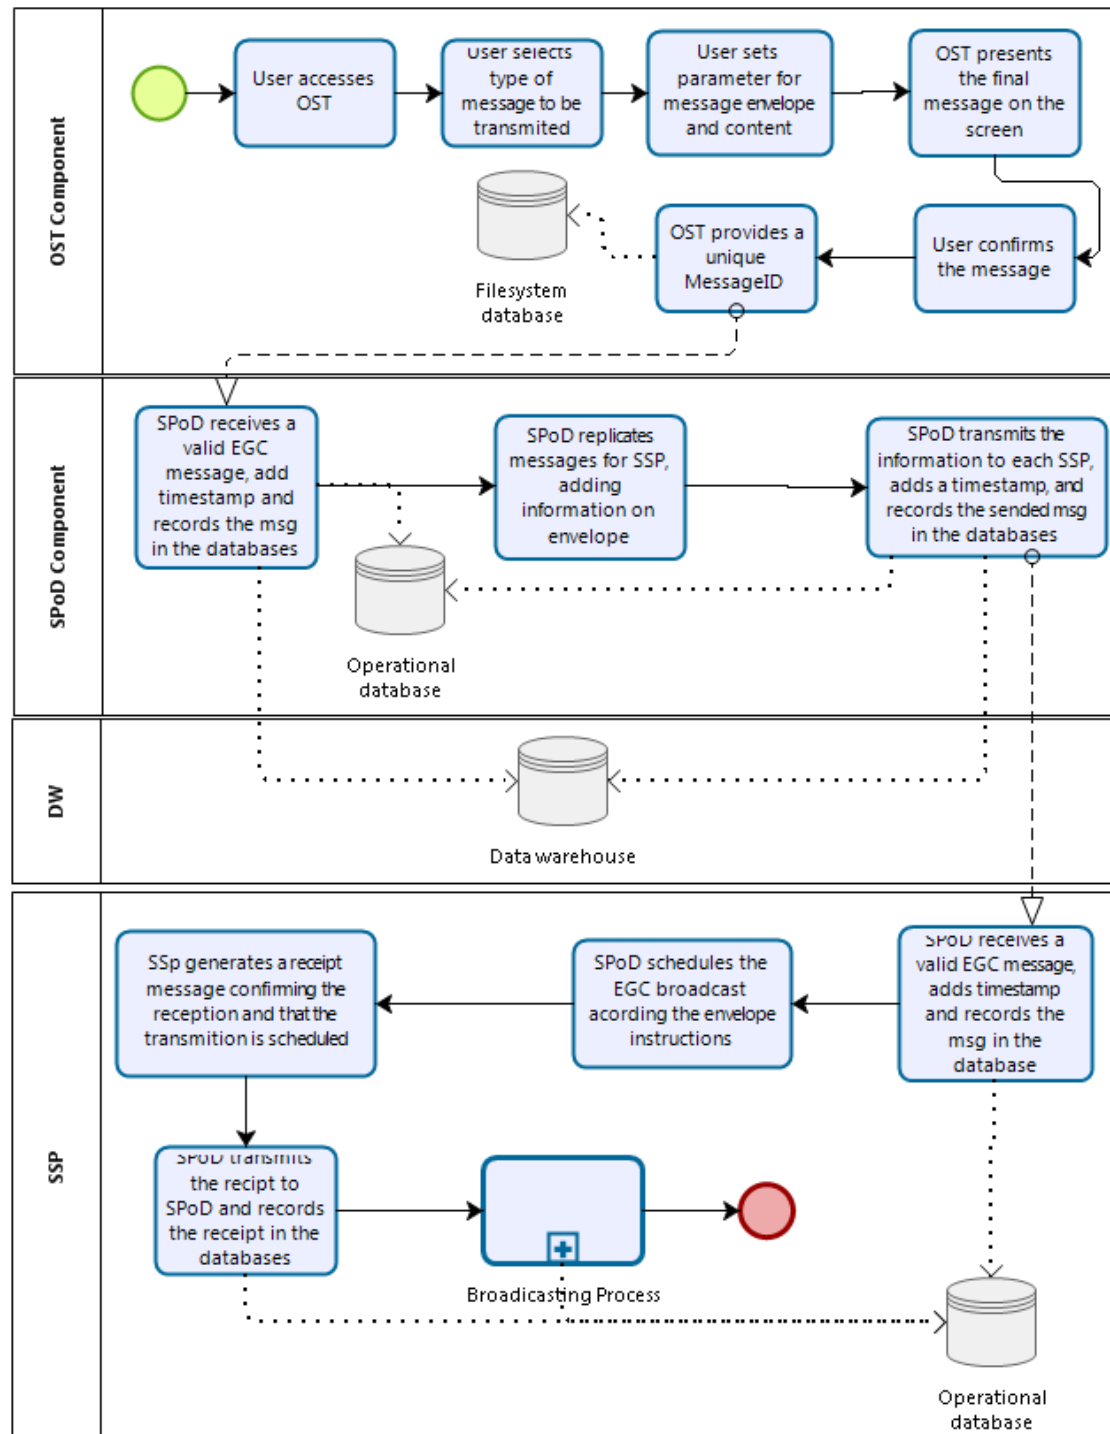 OST Component
User accesses
OST
User selects
type of
message to be
transmited
User sets
parameter for
message envelope
and content
OST presents
the final
message on the
screen
Filesystem
database
OST provides a
unique
MessageID
User confirms
the message
SPoD Component
SPoD receives a
valid EGC
message, add
timestamp and
records the msg
in the databases
SPoD replicates
messages for SSP,
adding
information on
envelope
SPoD transmits the
information to each SSP,
adds a timestamp, and
records the sended msg
in the databases
Operational
database
DW
Data warehouse
SSP
SSp generates a receipt
message confirming the
reception and that the
transmition is scheduled
SPoD schedules the
EGC broadcast
acording the envelope
instructions
SPoD receives a
valid EGC message,
adds timestamp
and records the
msg in the
database
SPoD transmits
the recipt to
SPoD and records
the receipt in the
databases
Broadicasting Process
Operational
database